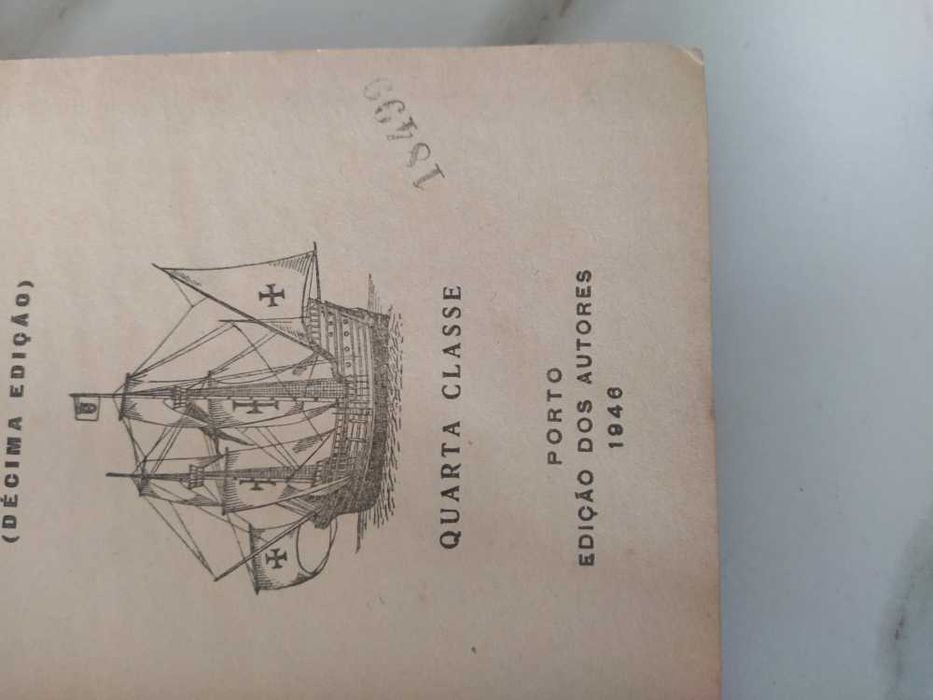 (DÉCIMA EDIÇÃO)
QUARTA CLASSE
18499
PORTO
EDIÇÃO DOS AUTORES
1946